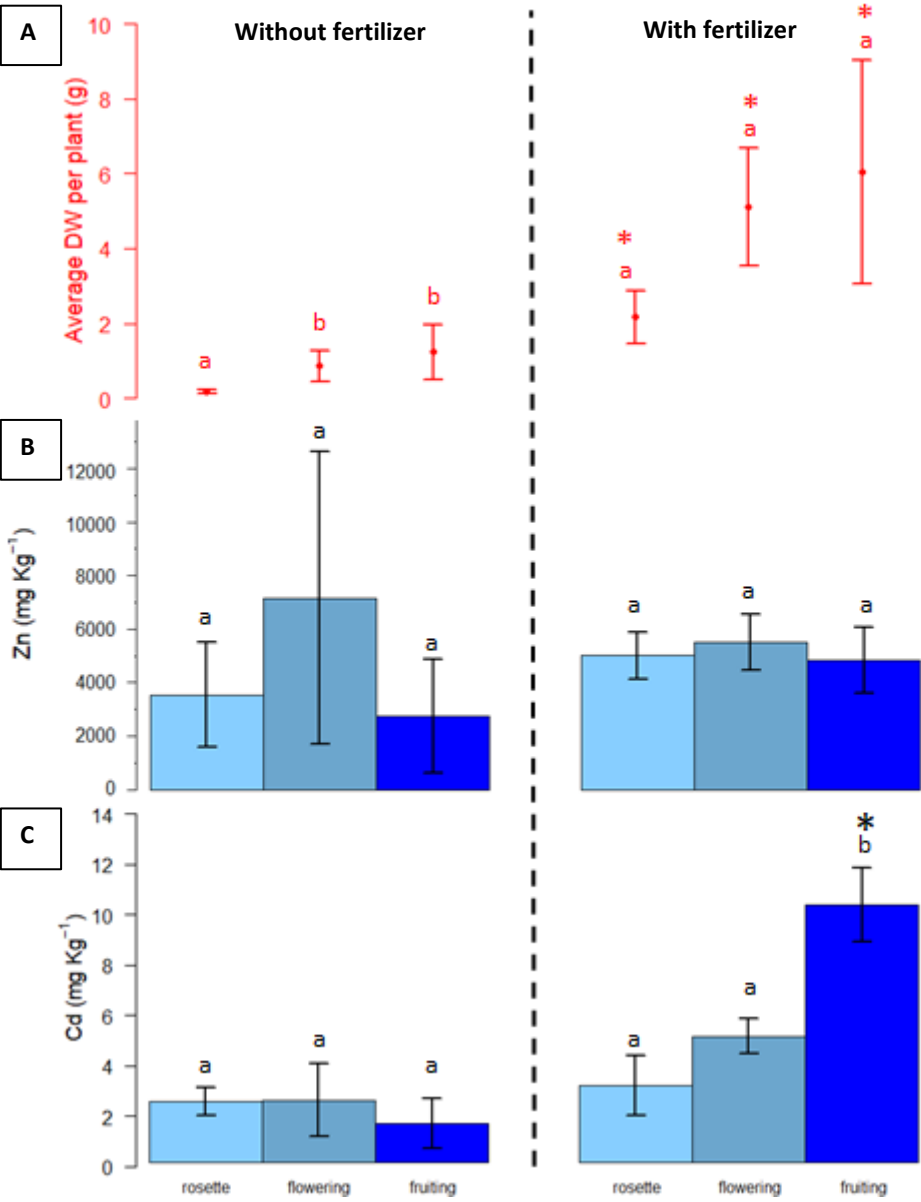 A
Without fertilizer
With fertilizer
Average DW per plant (g)
10
8
6
4
2
0
a
b
b
*
a
*
a
*
a
B
Zn (mg Kg⁻¹)
12000
10000
8000
6000
4000
2000
0
a
a
a
a
a
a
C
Cd (mg Kg⁻¹)
14
12
10
8
6
4
2
0
a
a
a
a
a
*
b
rosette flowering fruiting
rosette flowering fruiting